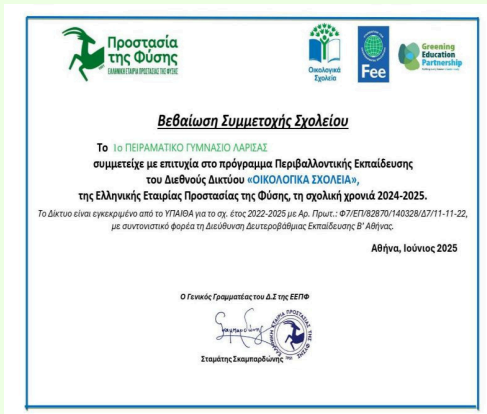 Προστασία
της Φύσης
ΕΛΛΗΝΙΚΗ ΕΤΑΙΡΙΑ ΠΡΟΣΤΑΣΙΑΣ ΤΗΣ ΦΥΣΗΣ
Οικολογικά
Σχολεία
Fee
Greening
Education
Partnership
Βεβαίωση Συμμετοχής Σχολείου
Το 1ο ΠΕΙΡΑΜΑΤΙΚΟ ΓΥΜΝΑΣΙΟ ΛΑΡΙΣΑΣ
συμμετείχε με επιτυχία στο πρόγραμμα Περιβαλλοντικής Εκπαίδευσης
του Διεθνούς Δικτύου «ΟΙΚΟΛΟΓΙΚΑ ΣΧΟΛΕΙΑ»,
της Ελληνικής Εταιρίας Προστασίας της Φύσης, τη σχολική χρονιά 2024-2025.
Το Δίκτυο είναι εγκεκριμένο από το ΥΠΑΙΘΑ για το σχ. έτος 2022-2025 με Αρ. Πρωτ.: Φ7/ΕΠ/82870/140328/Δ7/11-11-22,
με συντονιστικό φορέα τη Διεύθυνση Δευτεροβάθμιας Εκπαίδευσης Β' Αθήνας.
Αθήνα, Ιούνιος 2025
Ο Γενικός Γραμματέας του Δ.Σ της ΕΕΠΦ
Σταμάτης Σκαμπαρδώνης